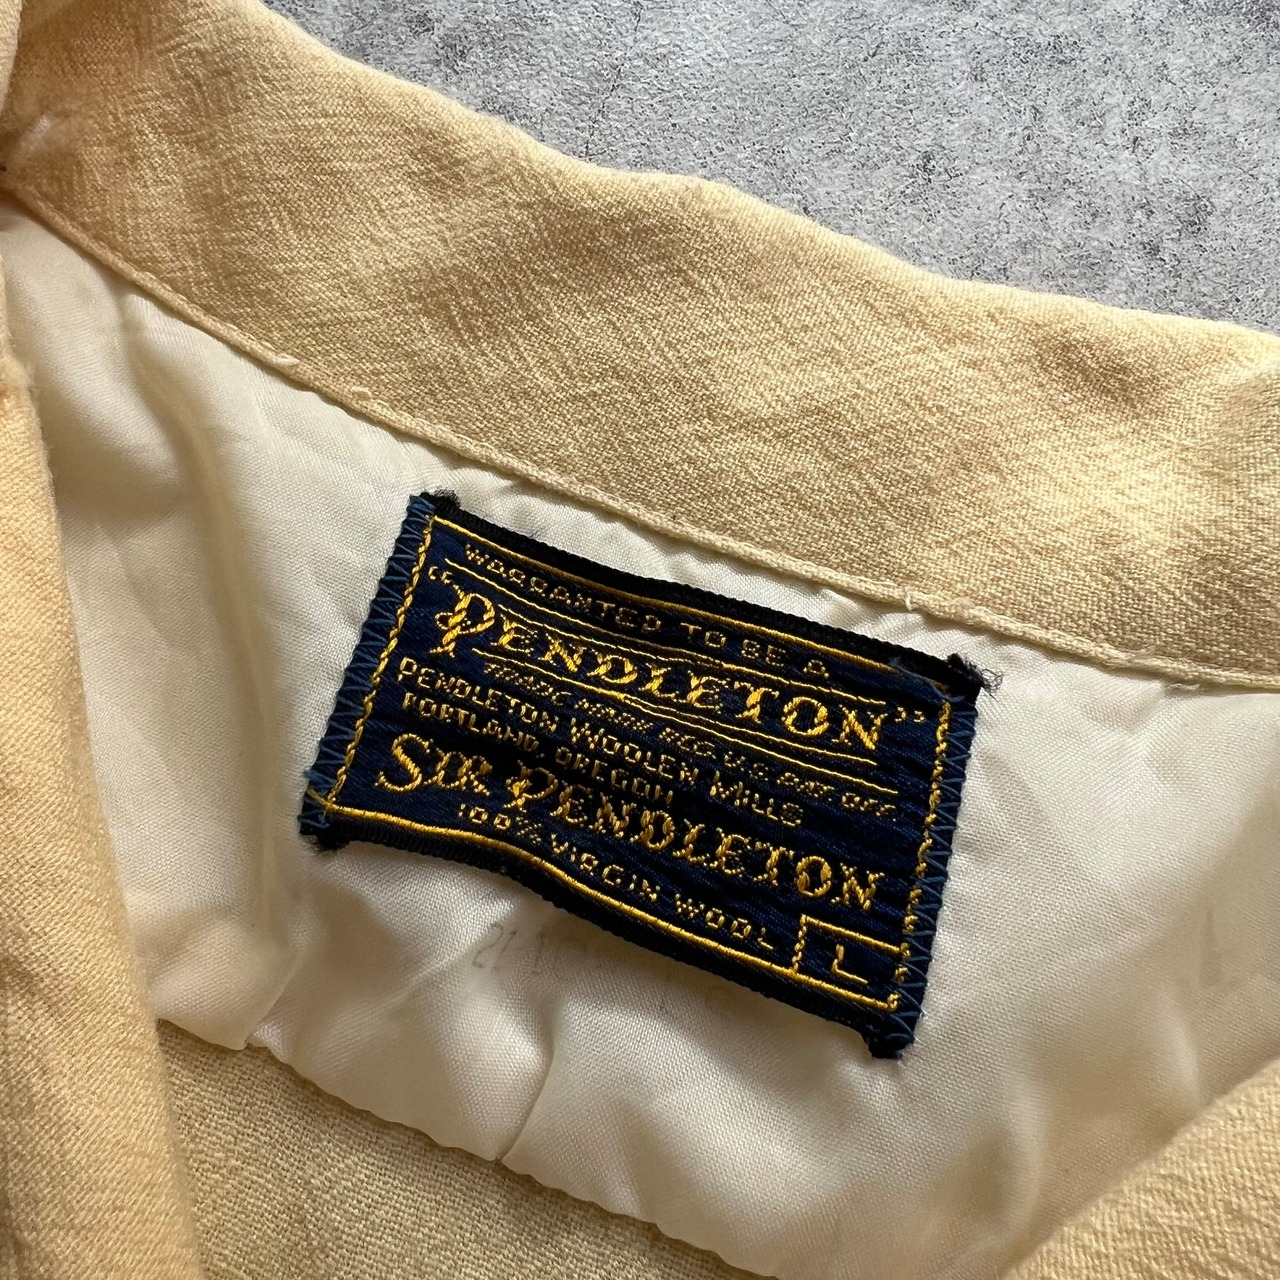 WARRANTED TO BE A
"PENDLETON"
TRADE MARK REG. U.S. PAT. OFF.
PENDLETON WOOLEN MILLS
PORTLAND, OREGON
SIR PENDLETON
100% VIRGIN WOOL
L